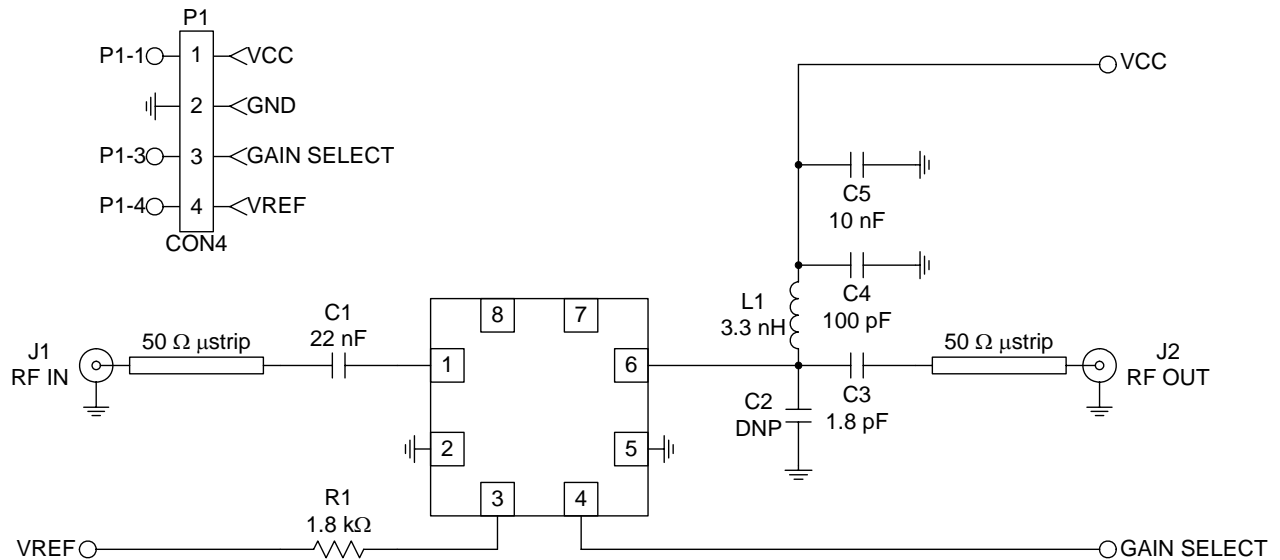 P1
P1-1 1 VCC
2 GND
P1-3 3 GAIN SELECT
P1-4 4 VREF
CON4
VCC
C5
10 nF
C4
100 pF
L1
3.3 nH
J1
RF IN
50 Ω μstrip
C1
22 nF
8 7
1 6
2 5
3 4
C3
1.8 pF
C2
DNP
50 Ω μstrip
J2
RF OUT
R1
1.8 kΩ
VREF
GAIN SELECT